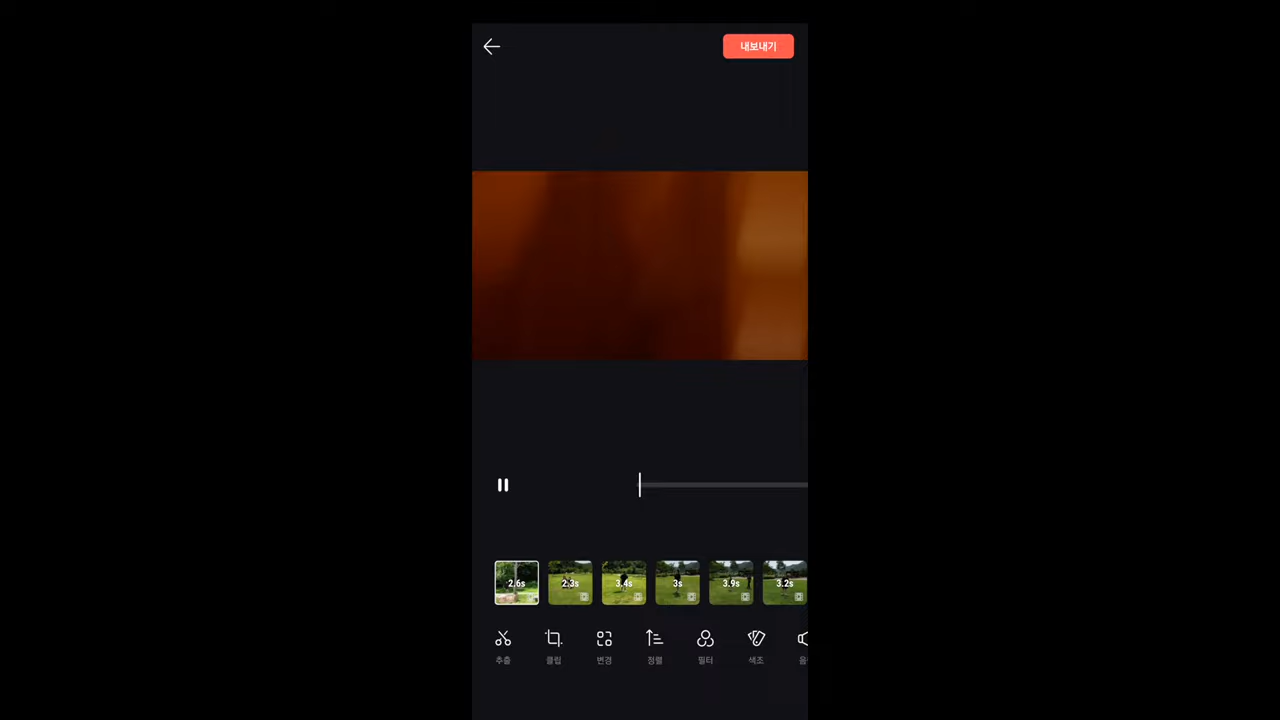 내보내기
2.6s 2.3s 3.4s 3s 3.9s 3.2s
추출 클립 변경 정렬 필터 색조